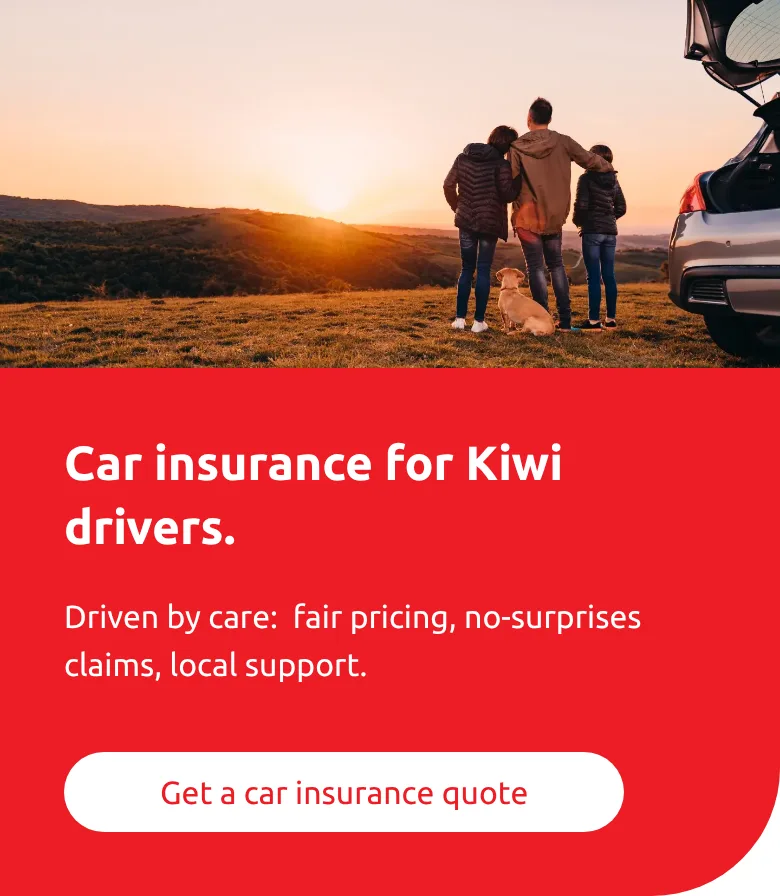 Car insurance for Kiwi
drivers.
Driven by care:  fair pricing, no-surprises
claims, local support.
Get a car insurance quote